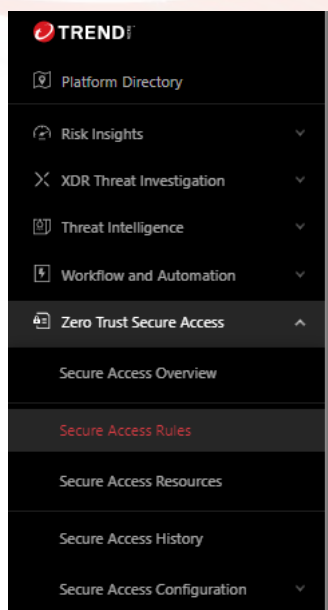 TREND
Platform Directory
Risk Insights
XDR Threat Investigation
Threat Intelligence
Workflow and Automation
Zero Trust Secure Access
Secure Access Overview
Secure Access Rules
Secure Access Resources
Secure Access History
Secure Access Configuration